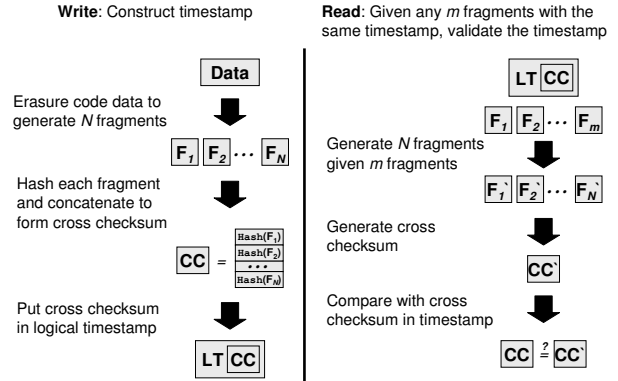 Write: Construct timestamp
Data
Erasure code data to
generate N fragments
F1 F2 ... FN
Hash each fragment
and concatenate to
form cross checksum
CC =
Hash(F1)
Hash(F2)
...
Hash(FN)
Put cross checksum
in logical timestamp
LT CC
Read: Given any m fragments with the
same timestamp, validate the timestamp
LT CC
F1 F2 ... Fm
Generate N fragments
given m fragments
F1` F2` ... FN`
Generate cross
checksum
CC`
Compare with cross
checksum in timestamp
CC ?= CC`